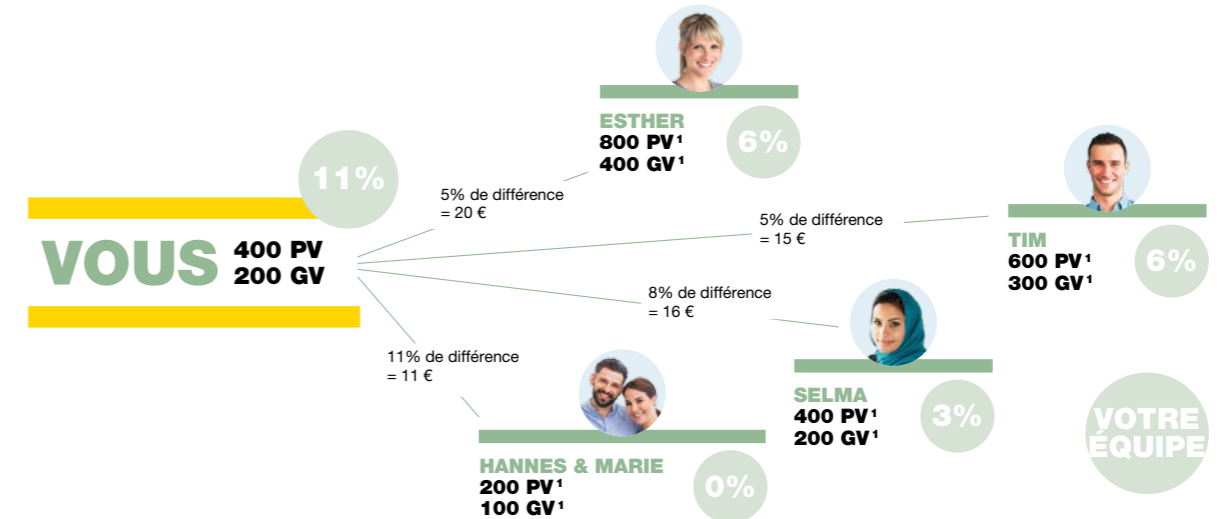 11%
VOUS
400 PV
200 GV
5% de différence
= 20 €
ESTHER
800 PV¹
400 GV¹
6%
5% de différence
= 15 €
TIM
600 PV¹
300 GV¹
6%
8% de différence
= 16 €
SELMA
400 PV¹
200 GV¹
3%
11% de différence
= 11 €
HANNES & MARIE
200 PV¹
100 GV¹
0%
VOTRE
ÉQUIPE